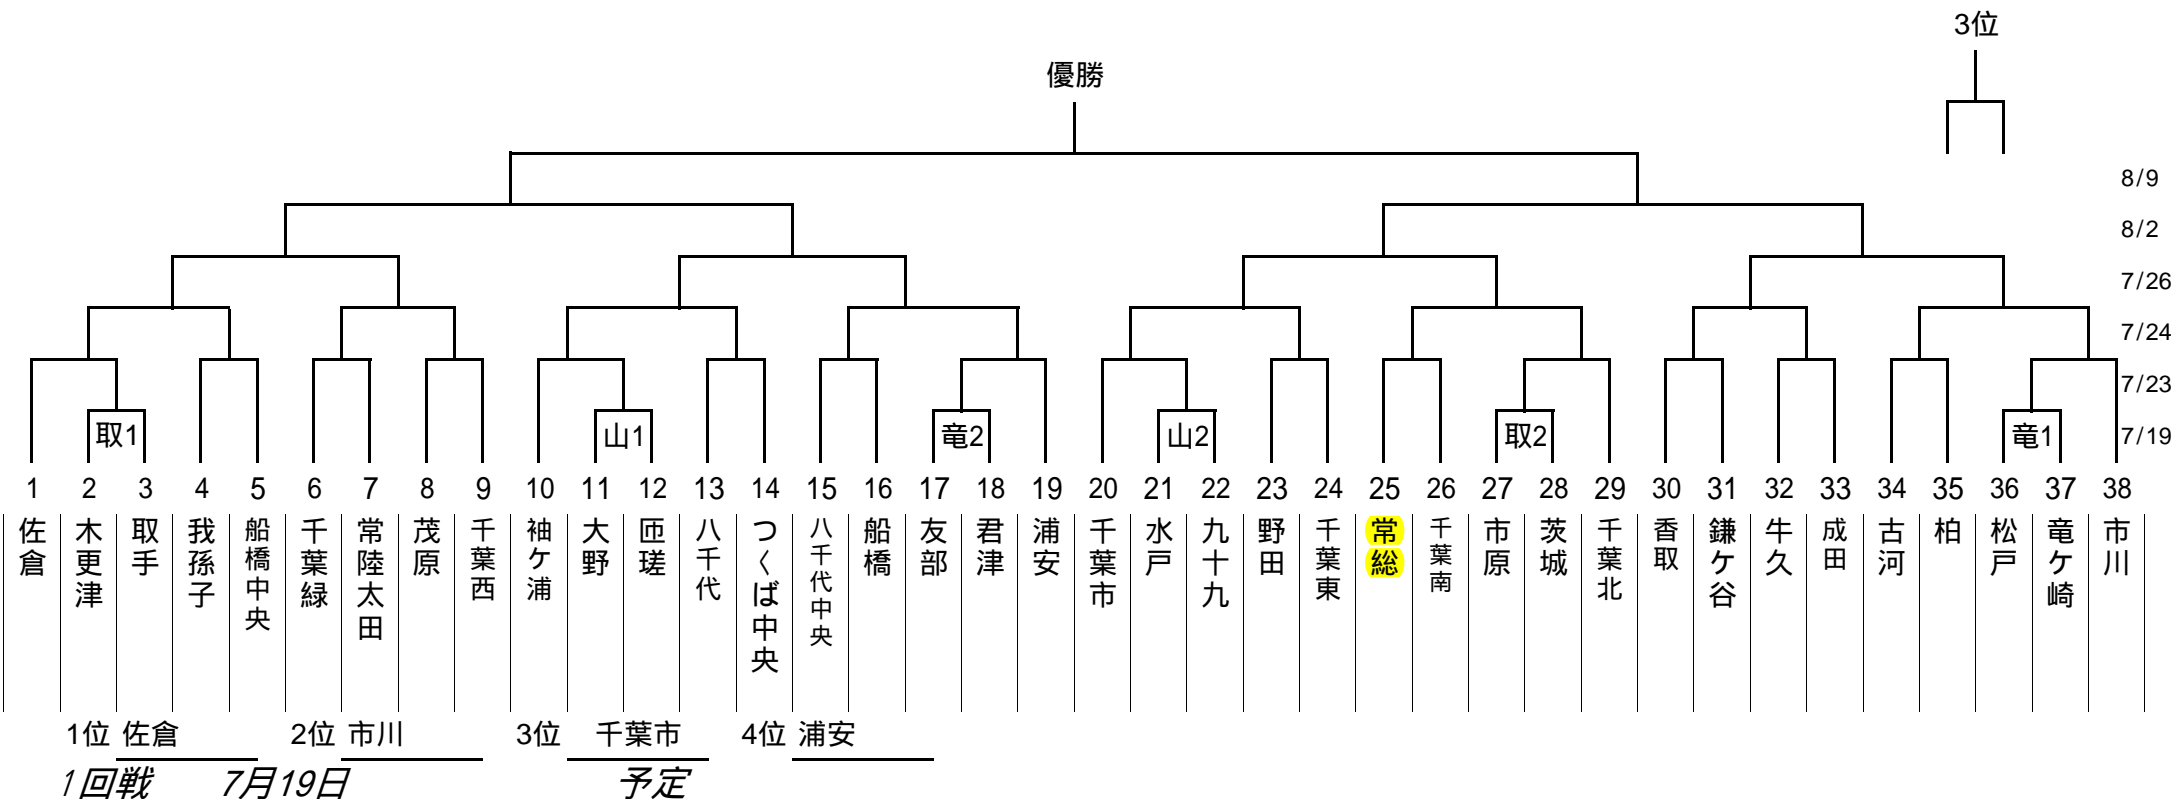 3位
優勝
8/9
8/2
7/26
7/24
7/23
取1 山1 竜2 山2 取2 竜1 7/19
1 2 3 4 5 6 7 8 9 10 11 12 13 14 15 16 17 18 19 20 21 22 23 24 25 26 27 28 29 30 31 32 33 34 35 36 37 38
佐倉
木更津
取手
我孫子
船橋中央
千葉緑
常陸太田
茂原
千葉西
袖ケ浦
大野
匝瑳
八千代
つくば中央
八千代中央
船橋
友部
君津
浦安
千葉市
水戸
九十九
野田
千葉東
常総
千葉南
市原
茨城
千葉北
香取
鎌ケ谷
牛久
成田
古河
柏
松戸
竜ケ崎
市川
1位 佐倉 2位 市川 3位 千葉市 4位 浦安
1回戦 7月19日 予定